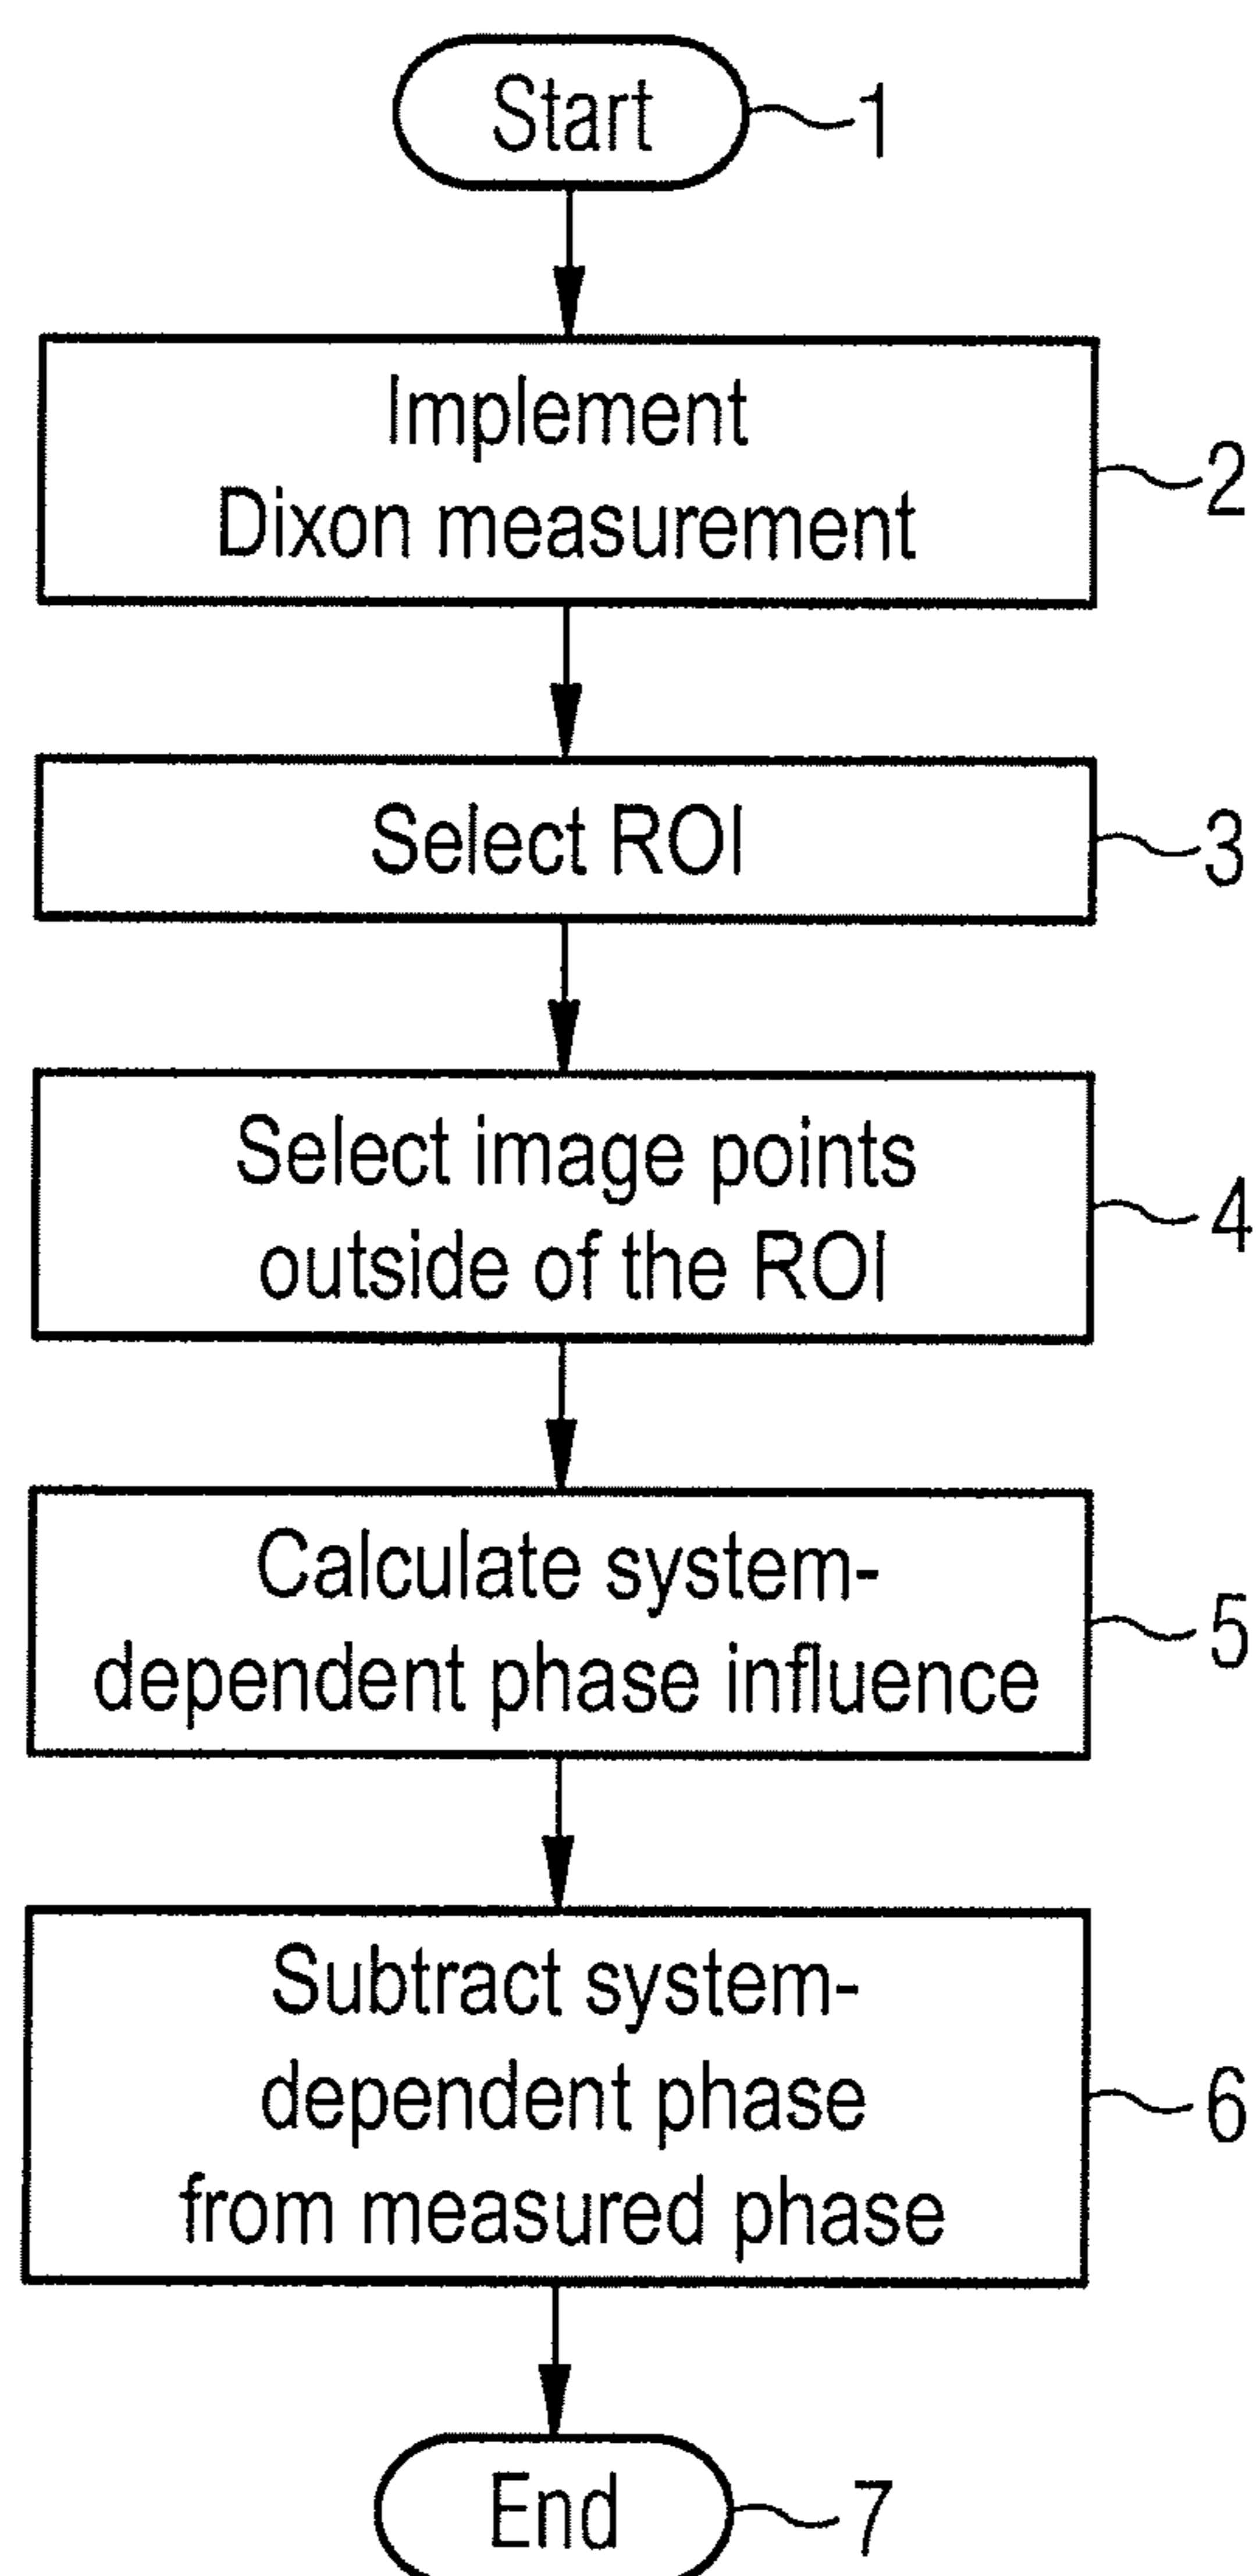 Start
1
Implement
Dixon measurement
2
Select ROI
3
Select image points
outside of the ROI
4
Calculate system-
dependent phase influence
5
Subtract system-
dependent phase
from measured phase
6
End
7